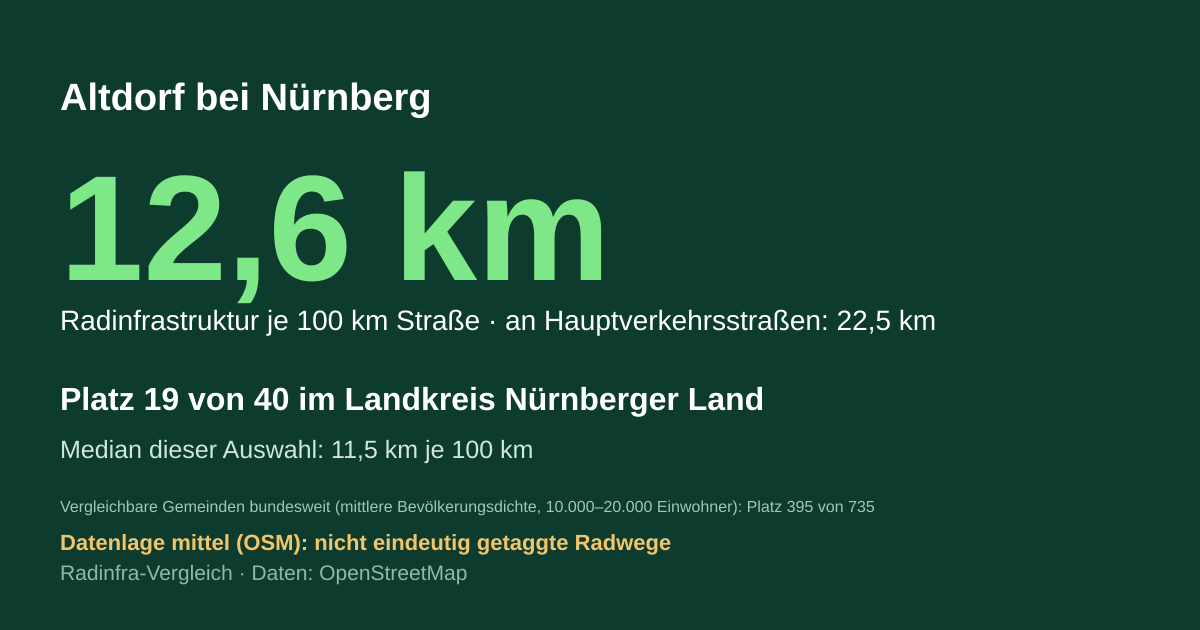 Altdorf bei Nürnberg
12,6 km
Radinfrastruktur je 100 km Straße · an Hauptverkehrsstraßen: 22,5 km
Platz 19 von 40 im Landkreis Nürnberger Land
Median dieser Auswahl: 11,5 km je 100 km
Vergleichbare Gemeinden bundesweit (mittlere Bevölkerungsdichte, 10.000–20.000 Einwohner): Platz 395 von 735
Datenlage mittel (OSM): nicht eindeutig getaggte Radwege
Radinfra-Vergleich · Daten: OpenStreetMap